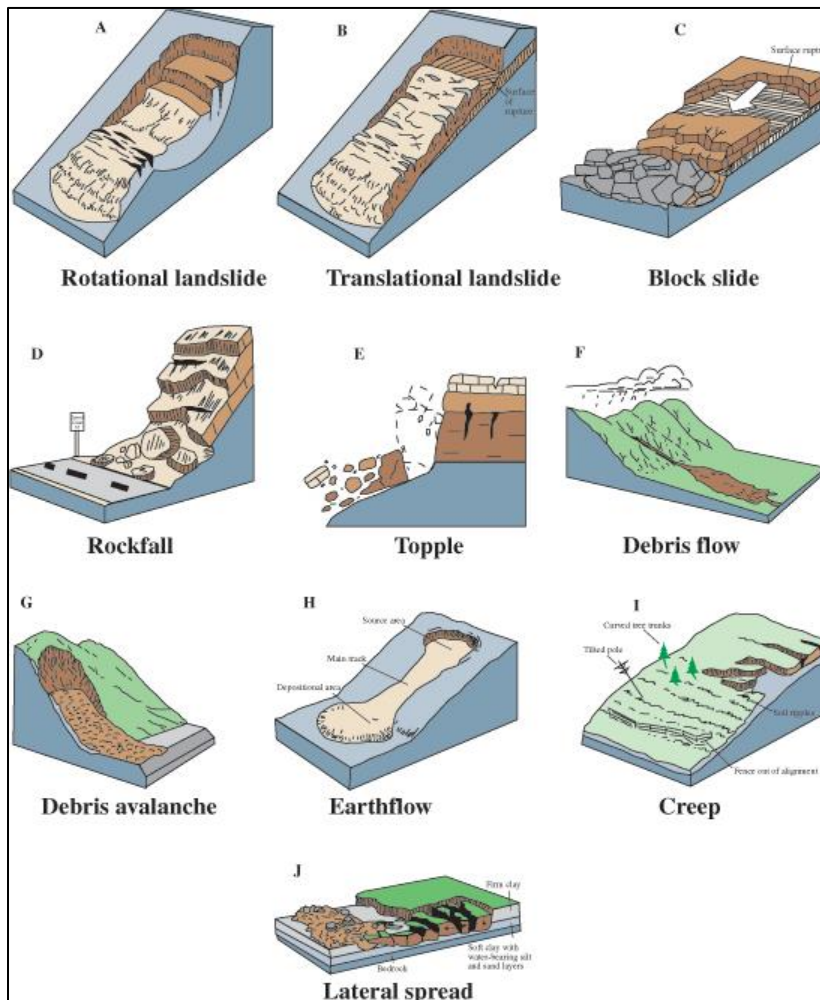 A
B
C
Surface of rupture
Surface ruptu
Rotational landslide
Translational landslide
Block slide
D
E
F
Rockfall
Topple
Debris flow
G
H
I
Source area
Main track
Depositional area
Curved tree trunks
Tilted pole
Soil ripples
Fence out of alignment
Debris avalanche
Earthflow
Creep
J
Firm clay
Soft clay with
water-bearing silt
and sand layers
Bedrock
Lateral spread